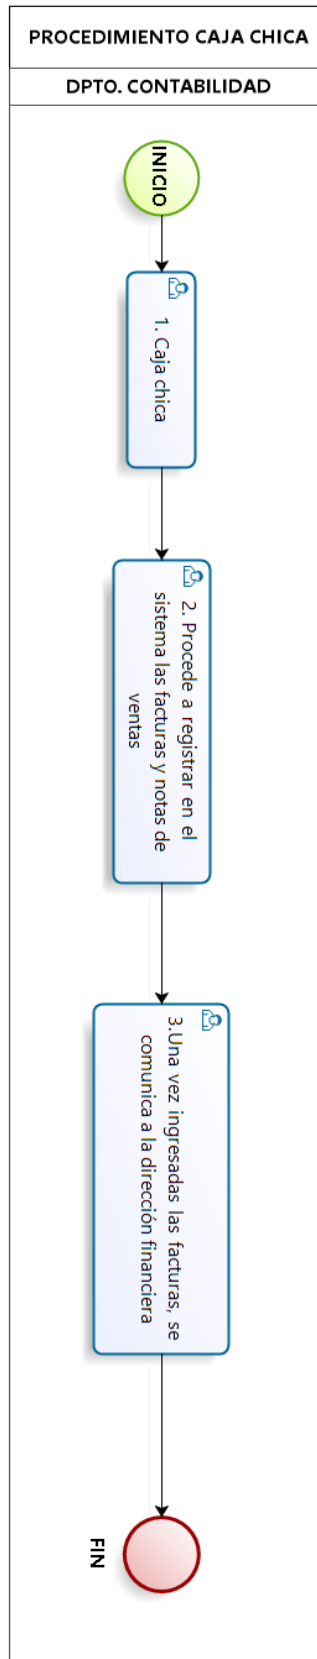 PROCEDIMIENTO CAJA CHICA
DPTO. CONTABILIDAD
INICIO
1. Caja chica
2. Procede a registrar en el
sistema las facturas y notas de
ventas
3.Una vez ingresadas las facturas, se
comunica a la dirección financiera
FIN